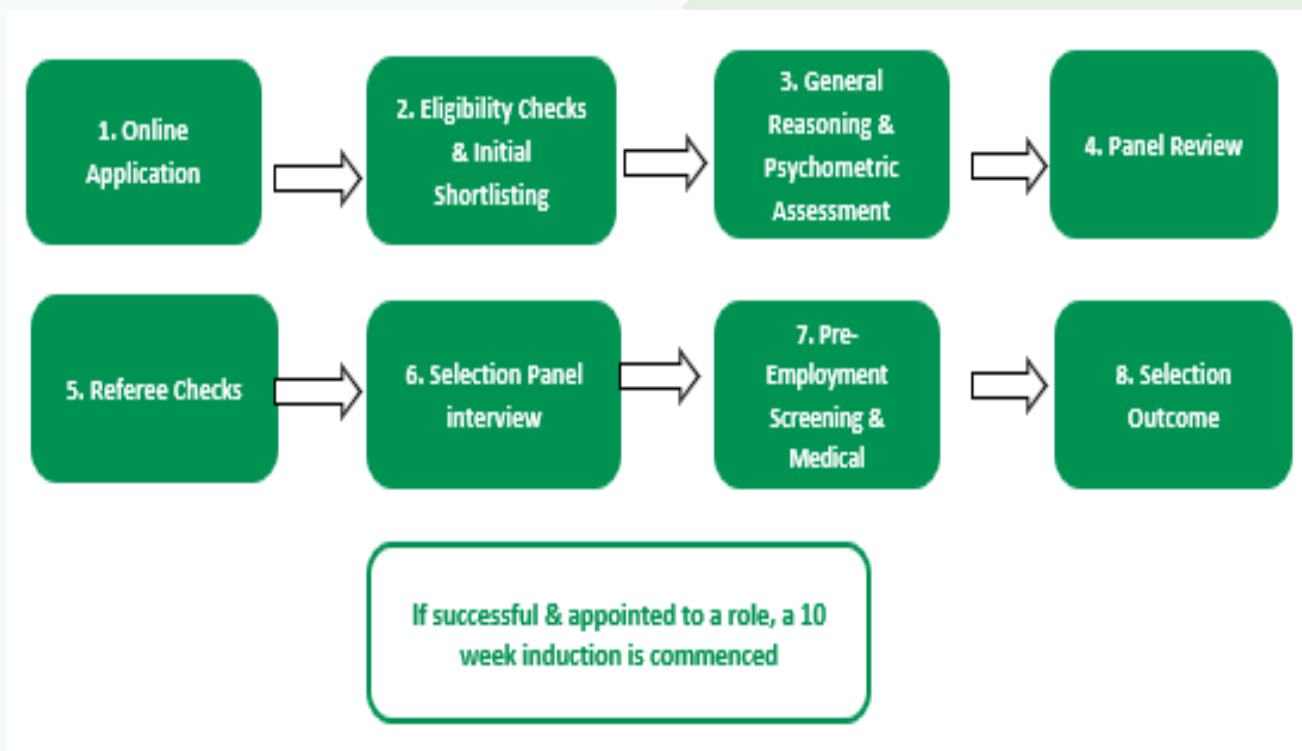 1. Online
Application
2. Eligibility Checks
& Initial
Shortlisting
3. General
Reasoning &
Psychometric
Assessment
4. Panel Review
5. Referee Checks
6. Selection Panel
interview
7. Pre-
Employment
Screening &
Medical
8. Selection
Outcome
If successful & appointed to a role, a 10
week induction is commenced